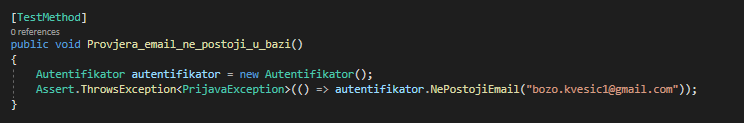 [TestMethod]
0 references
public void Provjera_email_ne_postoji_u_bazi()
{
Autentifikator autentifikator = new Autentifikator();
Assert.ThrowsException<PrijavaException>(() => autentifikator.NePostojiEmail("bozo.kvesic1@gmail.com"));
}